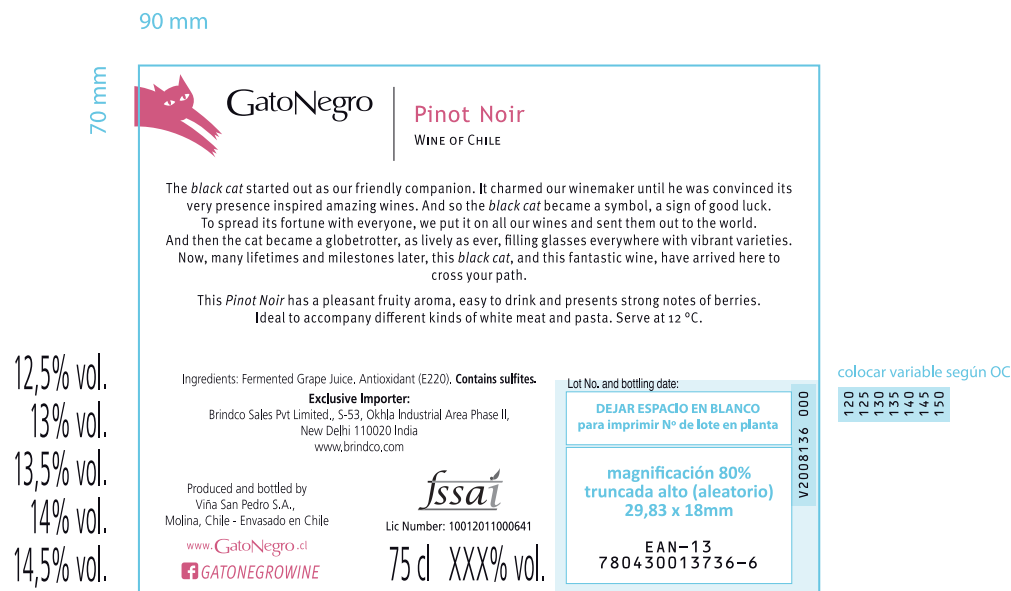 90 mm
70 mm
GatoNegro
Pinot Noir
WINE OF CHILE
The black cat started out as our friendly companion. It charmed our winemaker until he was convinced its
very presence inspired amazing wines. And so the black cat became a symbol, a sign of good luck.
To spread its fortune with everyone, we put it on all our wines and sent them out to the world.
And then the cat became a globetrotter, as lively as ever, filling glasses everywhere with vibrant varieties.
Now, many lifetimes and milestones later, this black cat, and this fantastic wine, have arrived here to
cross your path.
This Pinot Noir has a pleasant fruity aroma, easy to drink and presents strong notes of berries.
Ideal to accompany different kinds of white meat and pasta. Serve at 12 °C.
12,5% vol.
13% vol.
13,5% vol.
14% vol.
14,5% vol.
Ingredients: Fermented Grape Juice, Antioxidant (E220). Contains sulfites.
Exclusive Importer:
Brindco Sales Pvt Limited., S-53, Okhla Industrial Area Phase II,
New Delhi 110020 India
www.brindco.com
Produced and bottled by
Viña San Pedro S.A.,
Molina, Chile - Envasado en Chile
www.GatoNegro.cl
GATONEGROWINE
fssai
Lic Number: 10012011000641
75 cl XXX% vol.
Lot No. and bottling date:
DEJAR ESPACIO EN BLANCO
para imprimir Nº de lote en planta
magnificación 80%
truncada alto (aleatorio)
29,83 x 18mm
EAN-13
780430013736-6
V2008136 000
colocar variable según OC
120
125
130
135
140
145
150